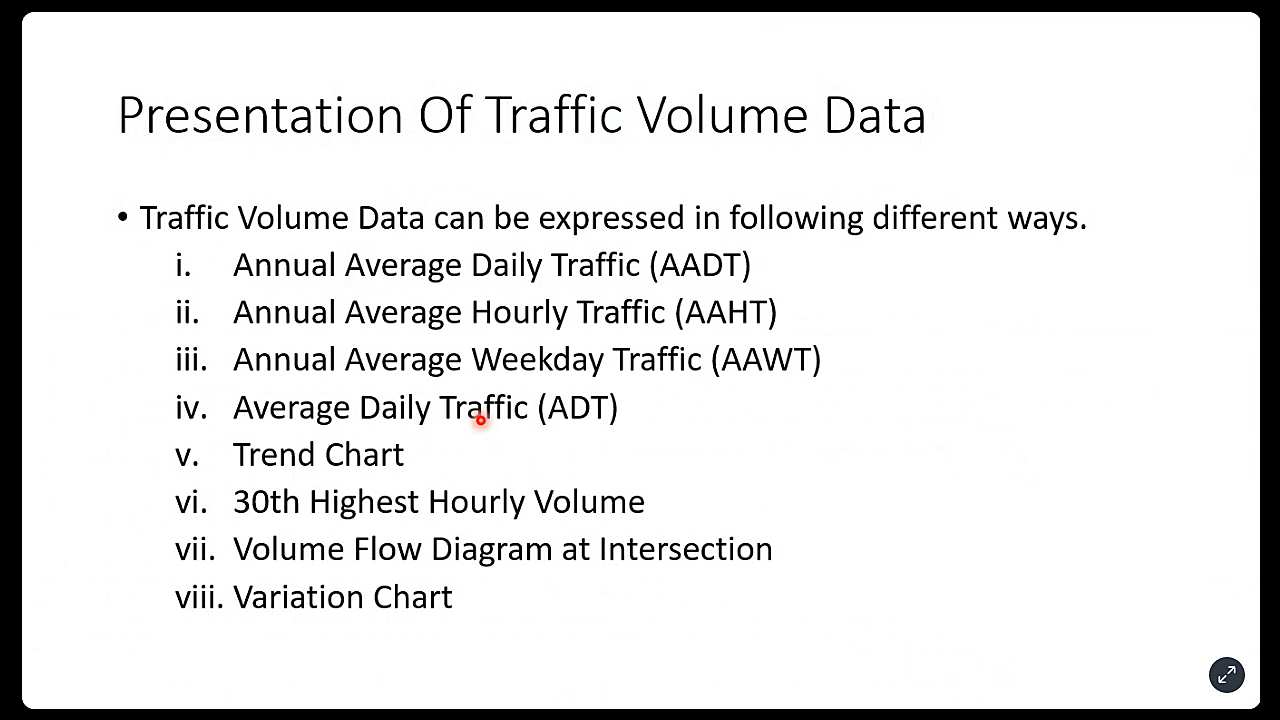 Presentation Of Traffic Volume Data
• Traffic Volume Data can be expressed in following different ways.
i. Annual Average Daily Traffic (AADT)
ii. Annual Average Hourly Traffic (AAHT)
iii. Annual Average Weekday Traffic (AAWT)
iv. Average Daily Traffic (ADT)
v. Trend Chart
vi. 30th Highest Hourly Volume
vii. Volume Flow Diagram at Intersection
viii. Variation Chart